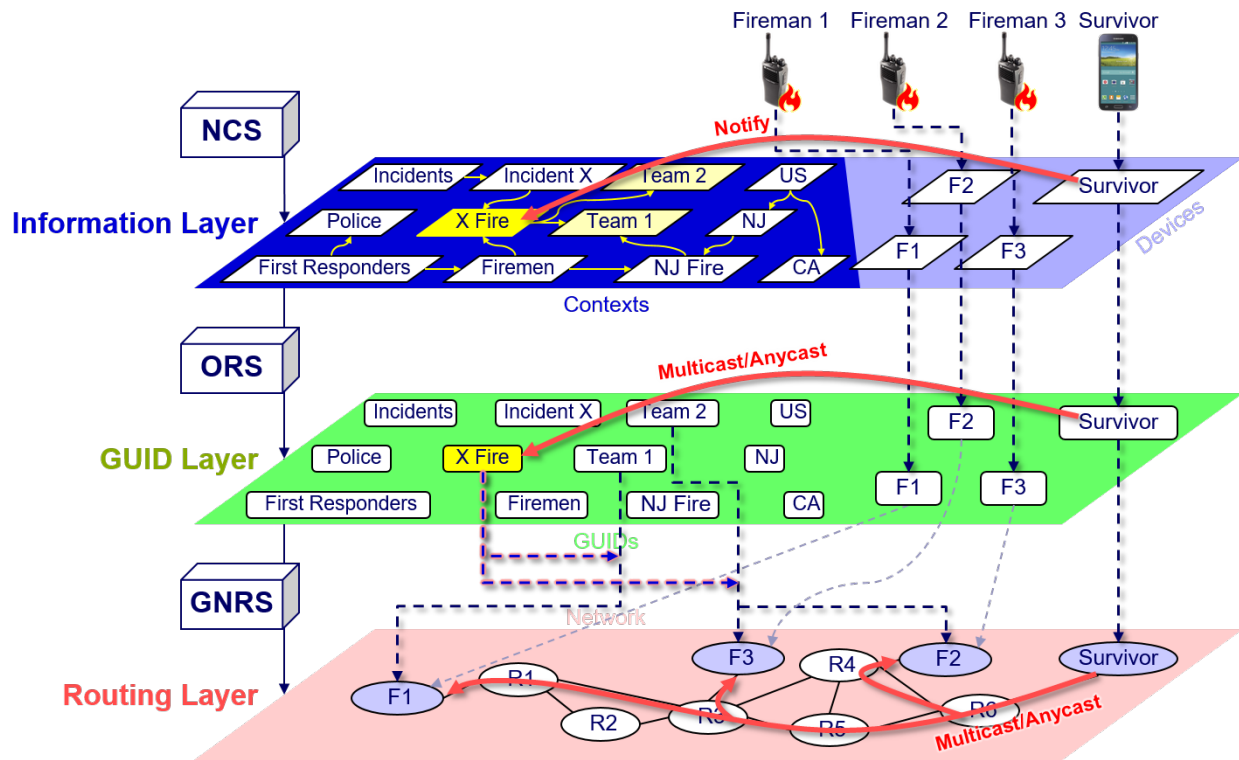 Fireman 1
Fireman 2
Fireman 3
Survivor
NCS
Notify
Incidents
Incident X
Team 2
US
F2
Survivor
Information Layer
Police
X Fire
Team 1
NJ
F1
F3
Devices
First Responders
Firemen
NJ Fire
CA
Contexts
ORS
Multicast/Anycast
Incidents
Incident X
Team 2
US
F2
Survivor
GUID Layer
Police
X Fire
Team 1
NJ
F1
F3
First Responders
Firemen
NJ Fire
CA
GUIDs
GNRS
Network
F3
R4
F2
Survivor
Routing Layer
F1
R1
R2
R3
R5
R6
Multicast/Anycast